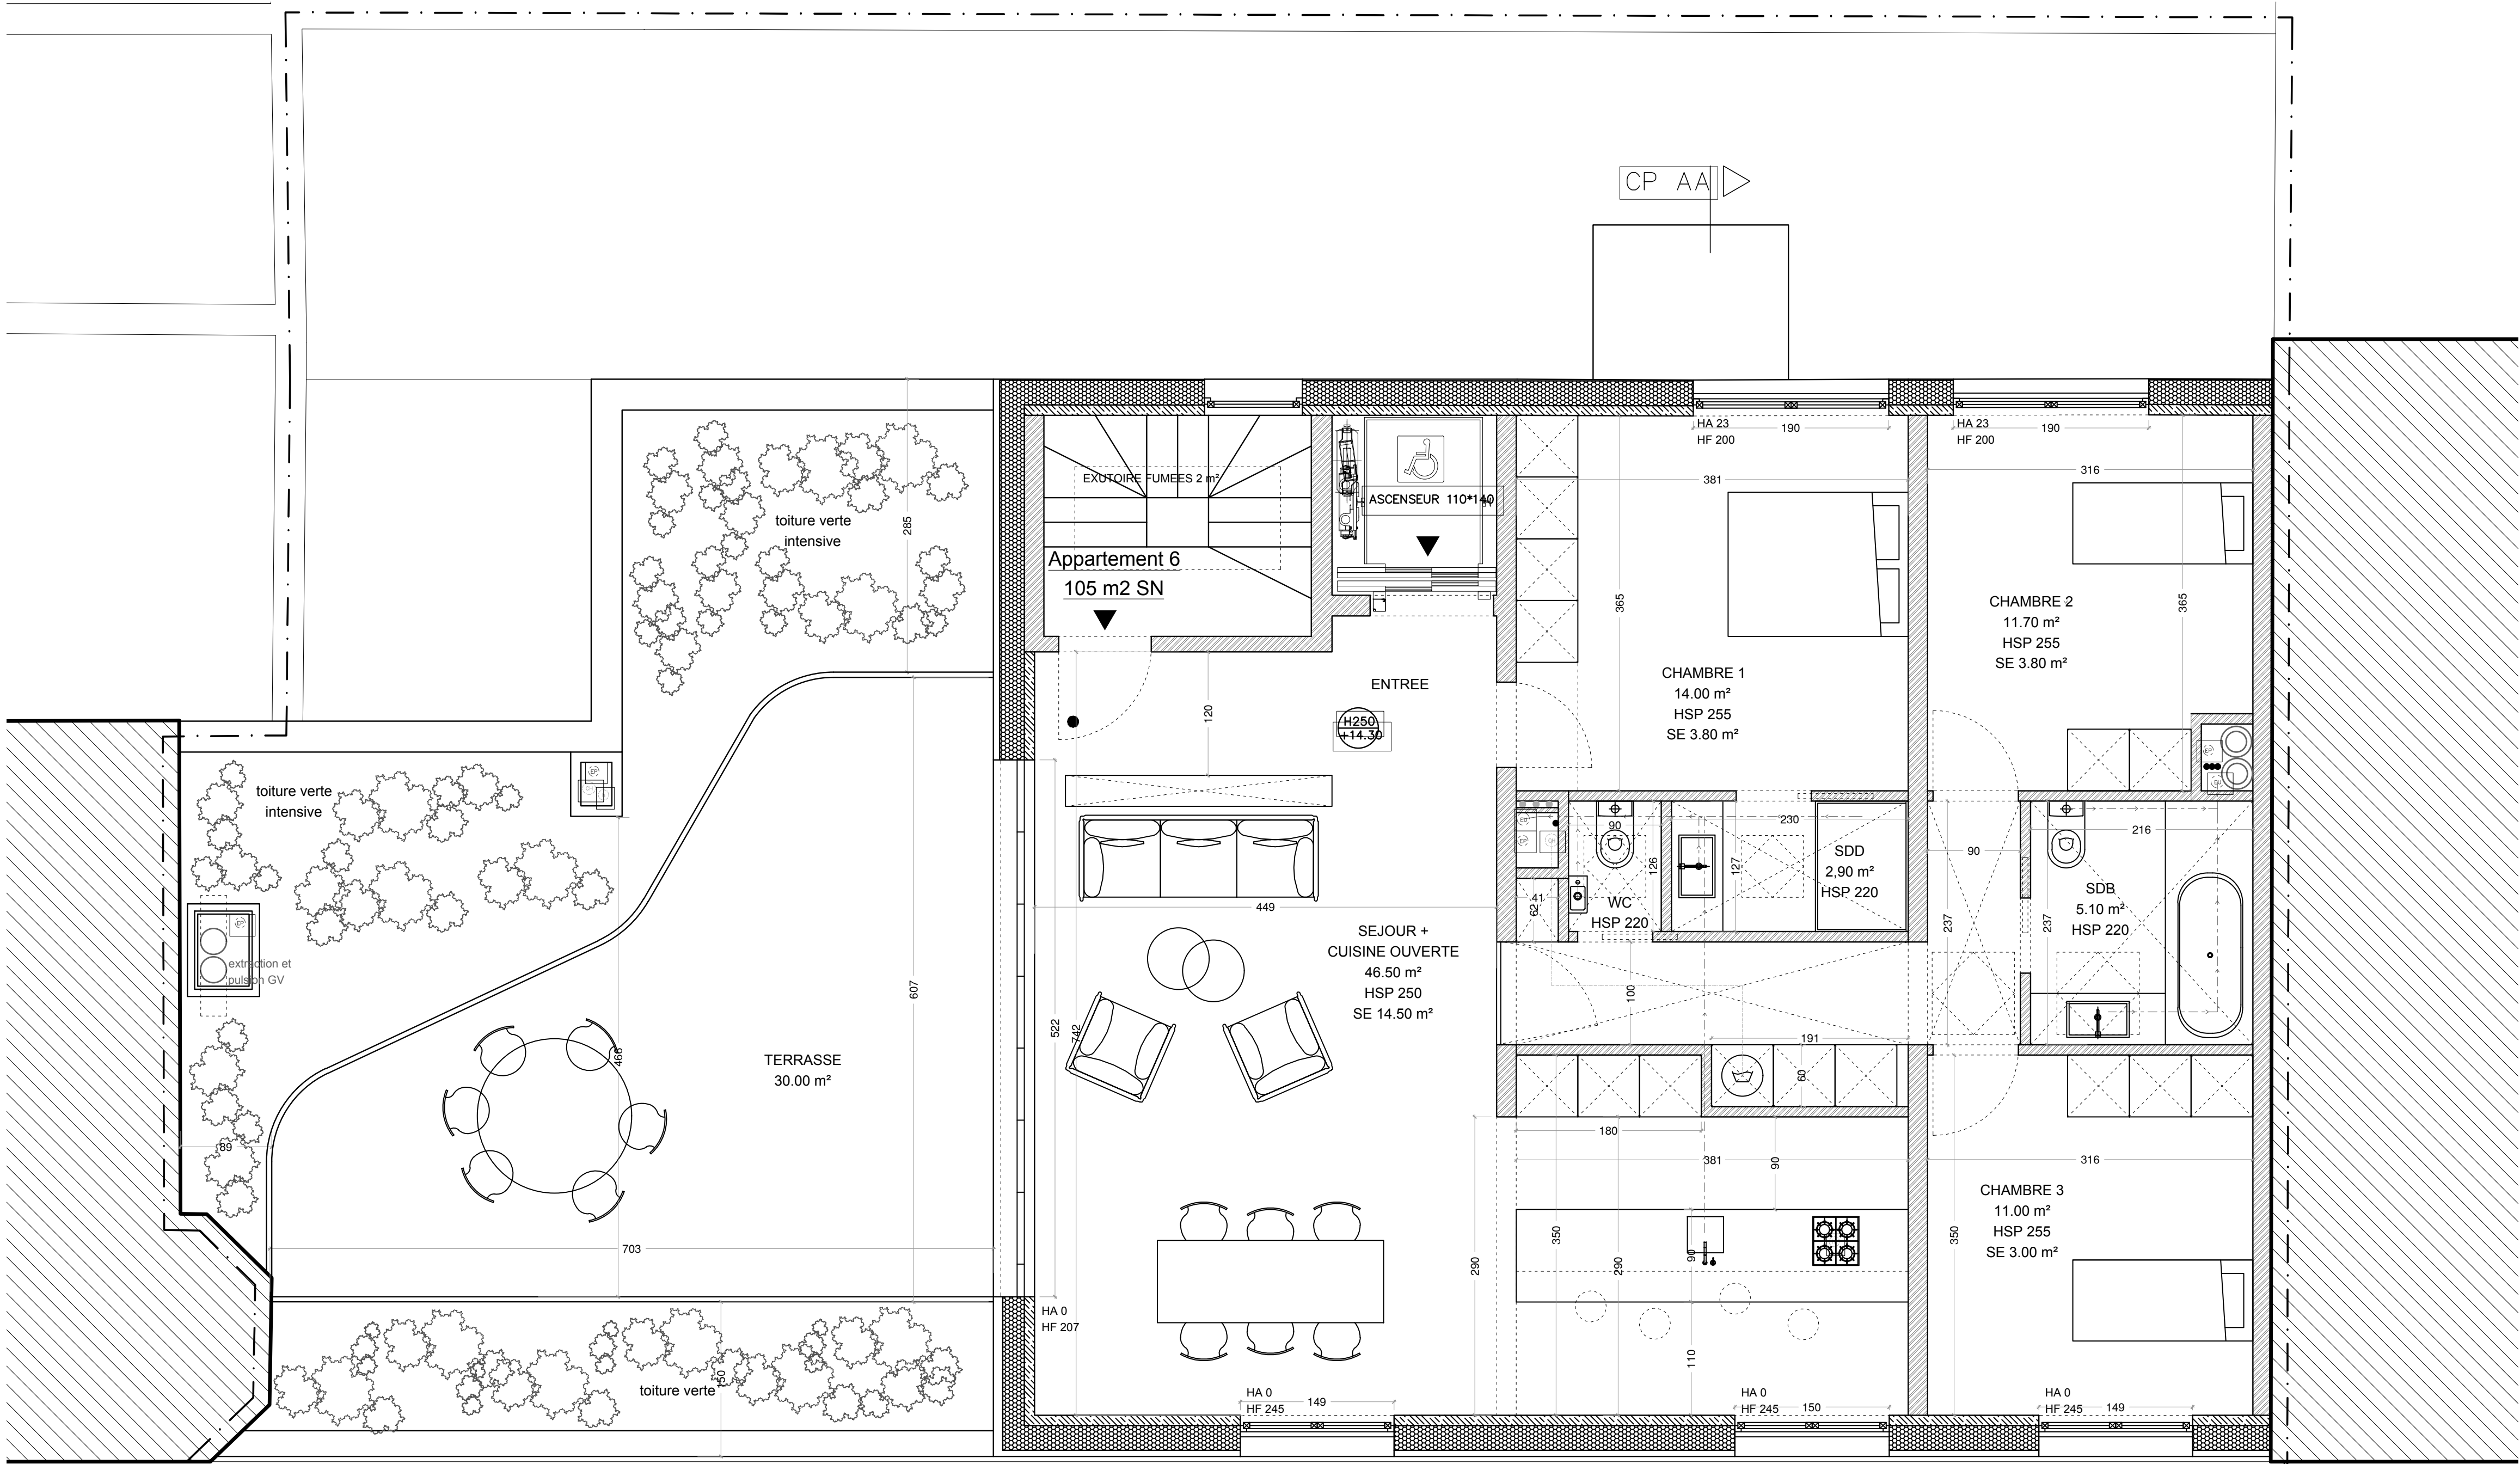 CP AA
HA 23
HF 200
190
HA 23
HF 200
190
316
381
EXUTOIRE FUMEES 2 m²
ASCENSEUR 110*140
toiture verte
intensive
285
Appartement 6
105 m2 SN
365
365
CHAMBRE 2
11.70 m²
HSP 255
SE 3.80 m²
CHAMBRE 1
14.00 m²
HSP 255
SE 3.80 m²
ENTREE
120
H250
+14.30
toiture verte
intensive
EP
EP
90
230
216
126
127
90
SDD
2,90 m²
HSP 220
SDB
5.10 m²
HSP 220
WC
HSP 220
41
62
449
237
237
SEJOUR +
CUISINE OUVERTE
46.50 m²
HSP 250
SE 14.50 m²
extraction et
pulsion GV
607
100
522
742
466
TERRASSE
30.00 m²
191
60
89
180
381
90
316
CHAMBRE 3
11.00 m²
HSP 255
SE 3.00 m²
703
350
290
290
90
350
HA 0
HF 207
110
toiture verte
150
HA 0
HF 245
149
HA 0
HF 245
150
HA 0
HF 245
149